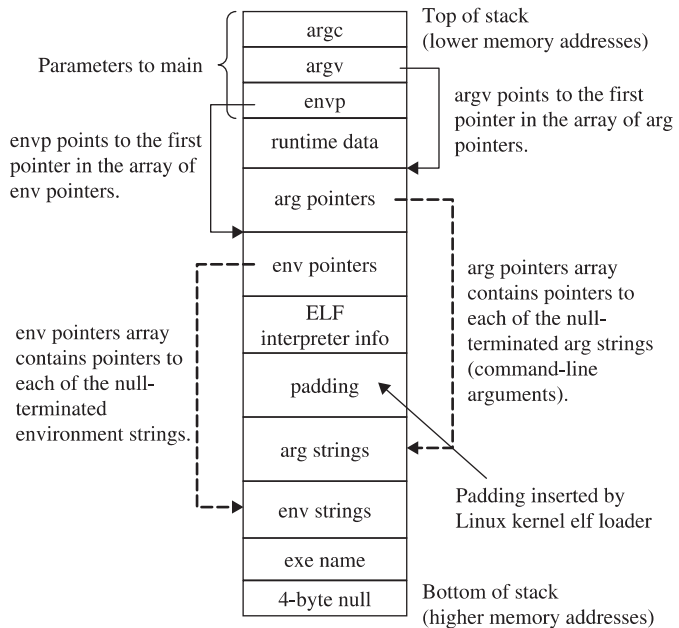 Top of stack
(lower memory addresses)
argc
argv
envp
Parameters to main
argv points to the first
pointer in the array of arg
pointers.
envp points to the first
pointer in the array of
env pointers.
runtime data
arg pointers
env pointers
arg pointers array
contains pointers to
each of the null-
terminated arg strings
(command-line
arguments).
ELF
interpreter info
env pointers array
contains pointers to
each of the null-
terminated
environment strings.
padding
arg strings
Padding inserted by
Linux kernel elf loader
env strings
exe name
4-byte null
Bottom of stack
(higher memory addresses)